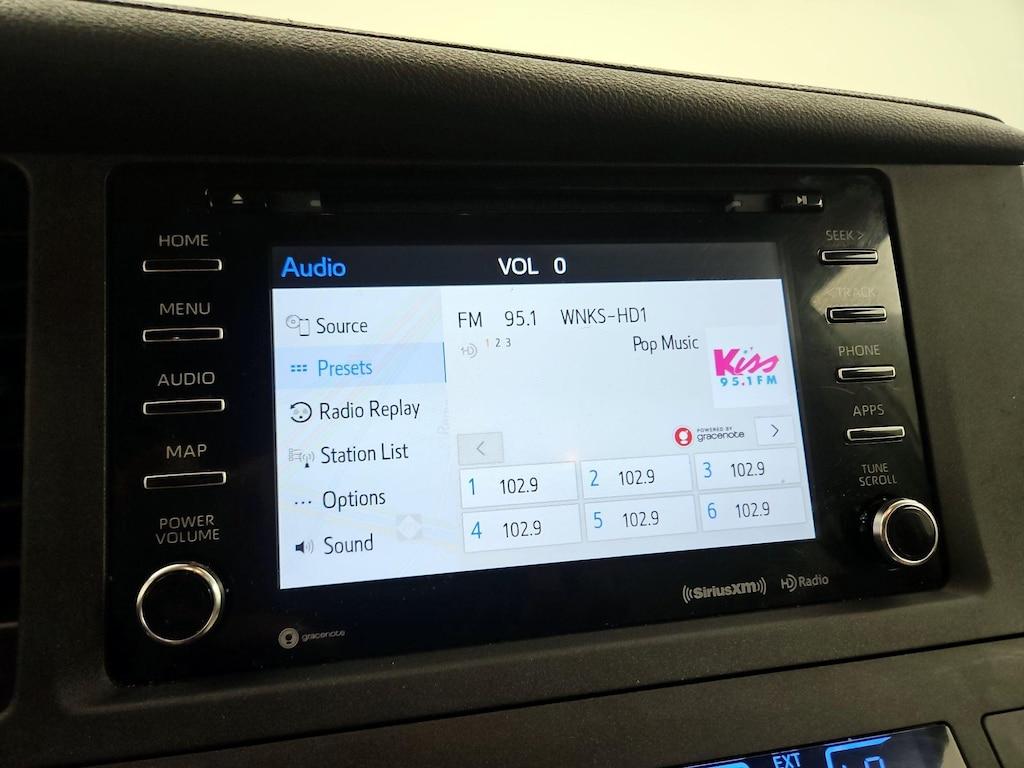 HOME
MENU
AUDIO
MAP
POWER
VOLUME
Audio
VOL 0
Source
Presets
Radio Replay
Station List
Options
Sound
FM 95.1 WNKS-HD1
HD 1 2 3
Pop Music
Kiss
95.1 FM
POWERED BY
gracenote
1 102.9
2 102.9
3 102.9
4 102.9
5 102.9
6 102.9
SEEK >
TRACK
PHONE
APPS
TUNE
SCROLL
gracenote
((SiriusXM))
HD Radio
EXT